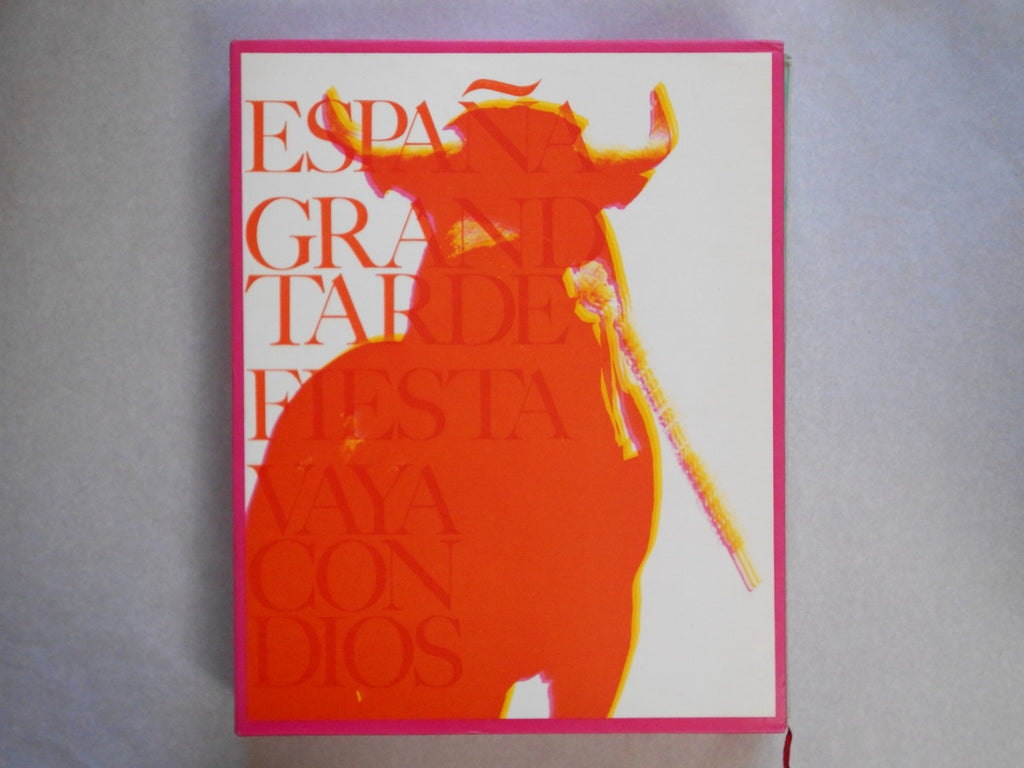 ESPAÑA
GRAND
TARDE
FIESTA
VAYA
CON
DIOS